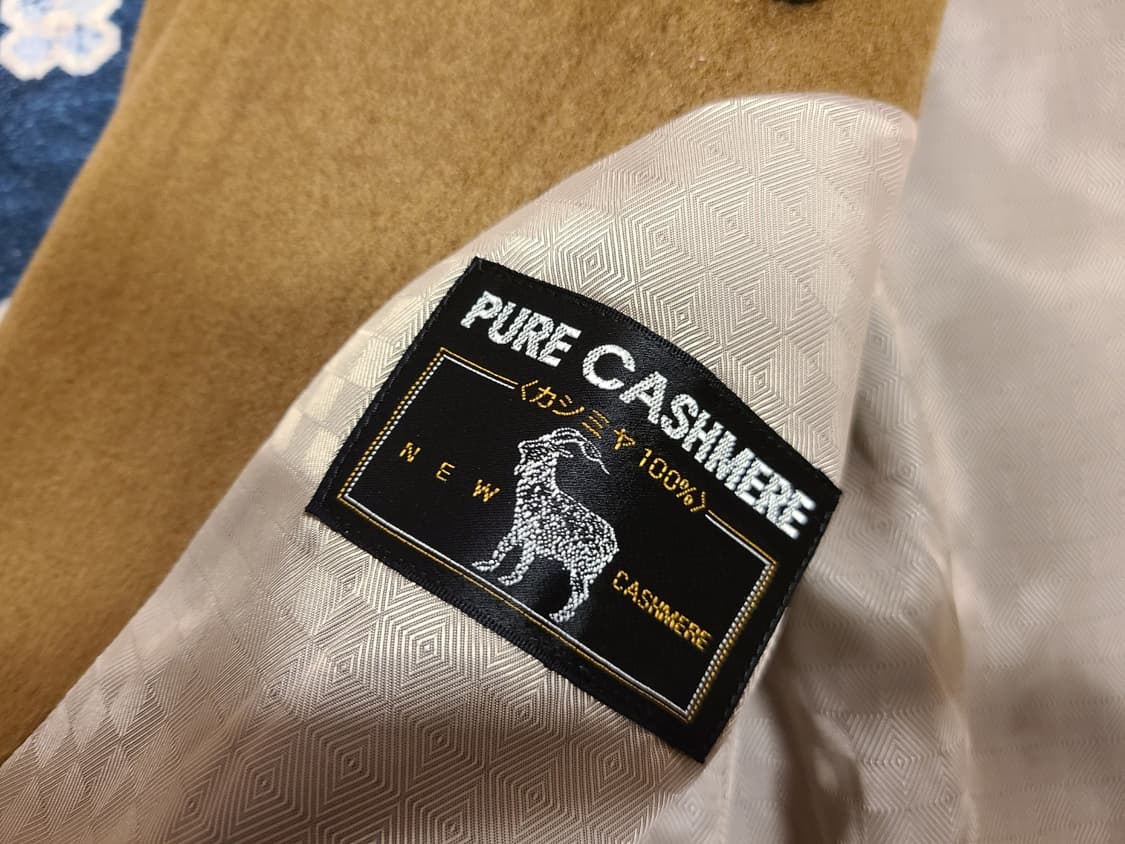 PURE CASHMERE
〈カシミヤ100%〉
NEW
CASHMERE